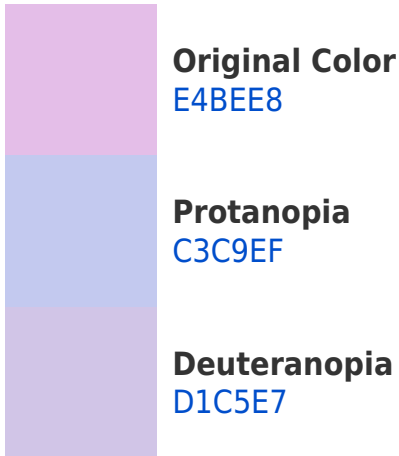 Original Color
E4BEE8
Protanopia
C3C9EF
Deuteranopia
D1C5E7